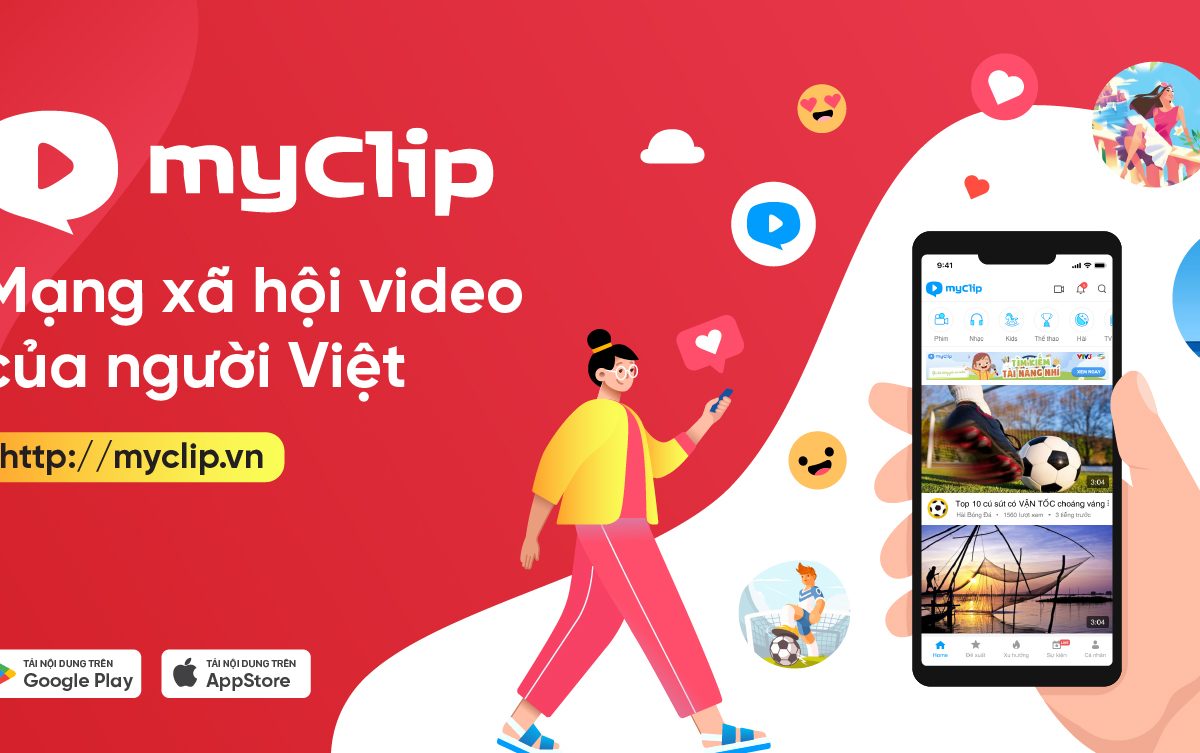 myClip
Mạng xã hội video
của người Việt
http://myclip.vn
TẢI NỘI DUNG TRÊN
Google Play
TẢI NỘI DUNG TRÊN
AppStore
9:41
myClip
Phim Nhạc Kids Thể thao Hài TV
myClip
TÌM KIẾM
TÀI NĂNG NHÍ
XEM NGAY
3:04
Top 10 cú sút có VẬN TỐC choáng váng
Hài Bóng Đá • 1560 lượt xem • 3 tiếng trước
3:04
Home Đề xuất Xu hướng Sự kiện Cá nhân